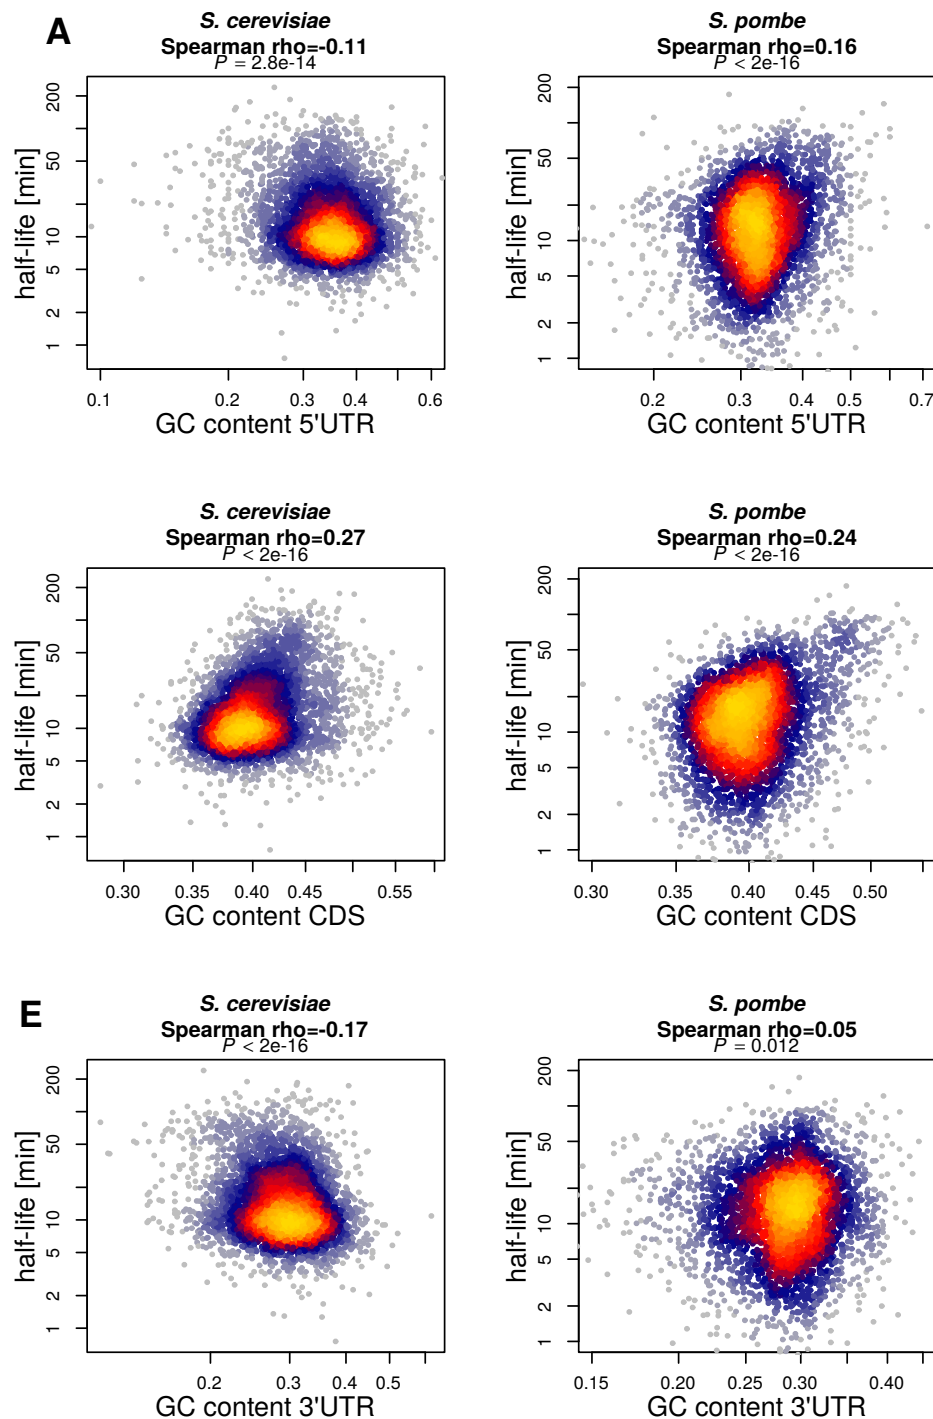 A
S. cerevisiae
Spearman rho=-0.11
P = 2.8e-14
200
50
10
5
2
1
half-life [min]
0.1
0.2
0.3
0.4
0.6
GC content 5'UTR
S. pombe
Spearman rho=0.16
P < 2e-16
200
50
10
5
2
1
half-life [min]
0.2
0.3
0.4
0.5
0.7
GC content 5'UTR
S. cerevisiae
Spearman rho=0.27
P < 2e-16
200
50
10
5
2
1
half-life [min]
0.30
0.35
0.40
0.45
0.55
GC content CDS
S. pombe
Spearman rho=0.24
P < 2e-16
200
50
10
5
2
1
half-life [min]
0.30
0.35
0.40
0.45
0.50
GC content CDS
E
S. cerevisiae
Spearman rho=-0.17
P < 2e-16
200
50
10
5
2
1
half-life [min]
0.2
0.3
0.4
0.5
GC content 3'UTR
S. pombe
Spearman rho=0.05
P = 0.012
200
50
10
5
2
1
half-life [min]
0.15
0.20
0.25
0.30
0.40
GC content 3'UTR